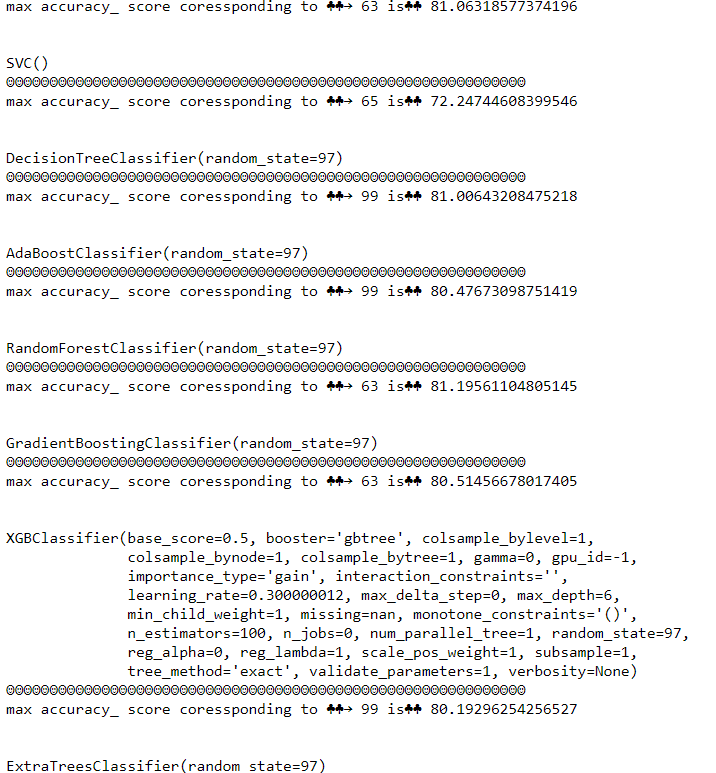 max accuracy_ score coressponding to ♣♣→ 63 is♣♣ 81.06318577374196
SVC()
@@@@@@@@@@@@@@@@@@@@@@@@@@@@@@@@@@@@@@@@@@@@@@@@@@@@@@@@@@@@
max accuracy_ score coressponding to ♣♣→ 65 is♣♣ 72.24744608399546
DecisionTreeClassifier(random_state=97)
@@@@@@@@@@@@@@@@@@@@@@@@@@@@@@@@@@@@@@@@@@@@@@@@@@@@@@@@@@@@
max accuracy_ score coressponding to ♣♣→ 99 is♣♣ 81.00643208475218
AdaBoostClassifier(random_state=97)
@@@@@@@@@@@@@@@@@@@@@@@@@@@@@@@@@@@@@@@@@@@@@@@@@@@@@@@@@@@@
max accuracy_ score coressponding to ♣♣→ 99 is♣♣ 80.47673098751419
RandomForestClassifier(random_state=97)
@@@@@@@@@@@@@@@@@@@@@@@@@@@@@@@@@@@@@@@@@@@@@@@@@@@@@@@@@@@@
max accuracy_ score coressponding to ♣♣→ 63 is♣♣ 81.19561104805145
GradientBoostingClassifier(random_state=97)
@@@@@@@@@@@@@@@@@@@@@@@@@@@@@@@@@@@@@@@@@@@@@@@@@@@@@@@@@@@@
max accuracy_ score coressponding to ♣♣→ 63 is♣♣ 80.51456678017405
XGBClassifier(base_score=0.5, booster='gbtree', colsample_bylevel=1,
colsample_bynode=1, colsample_bytree=1, gamma=0, gpu_id=-1,
importance_type='gain', interaction_constraints='',
learning_rate=0.300000012, max_delta_step=0, max_depth=6,
min_child_weight=1, missing=nan, monotone_constraints='()',
n_estimators=100, n_jobs=0, num_parallel_tree=1, random_state=97,
reg_alpha=0, reg_lambda=1, scale_pos_weight=1, subsample=1,
tree_method='exact', validate_parameters=1, verbosity=None)
@@@@@@@@@@@@@@@@@@@@@@@@@@@@@@@@@@@@@@@@@@@@@@@@@@@@@@@@@@@@
max accuracy_ score coressponding to ♣♣→ 99 is♣♣ 80.19296254256527
ExtraTreesClassifier(random_state=97)